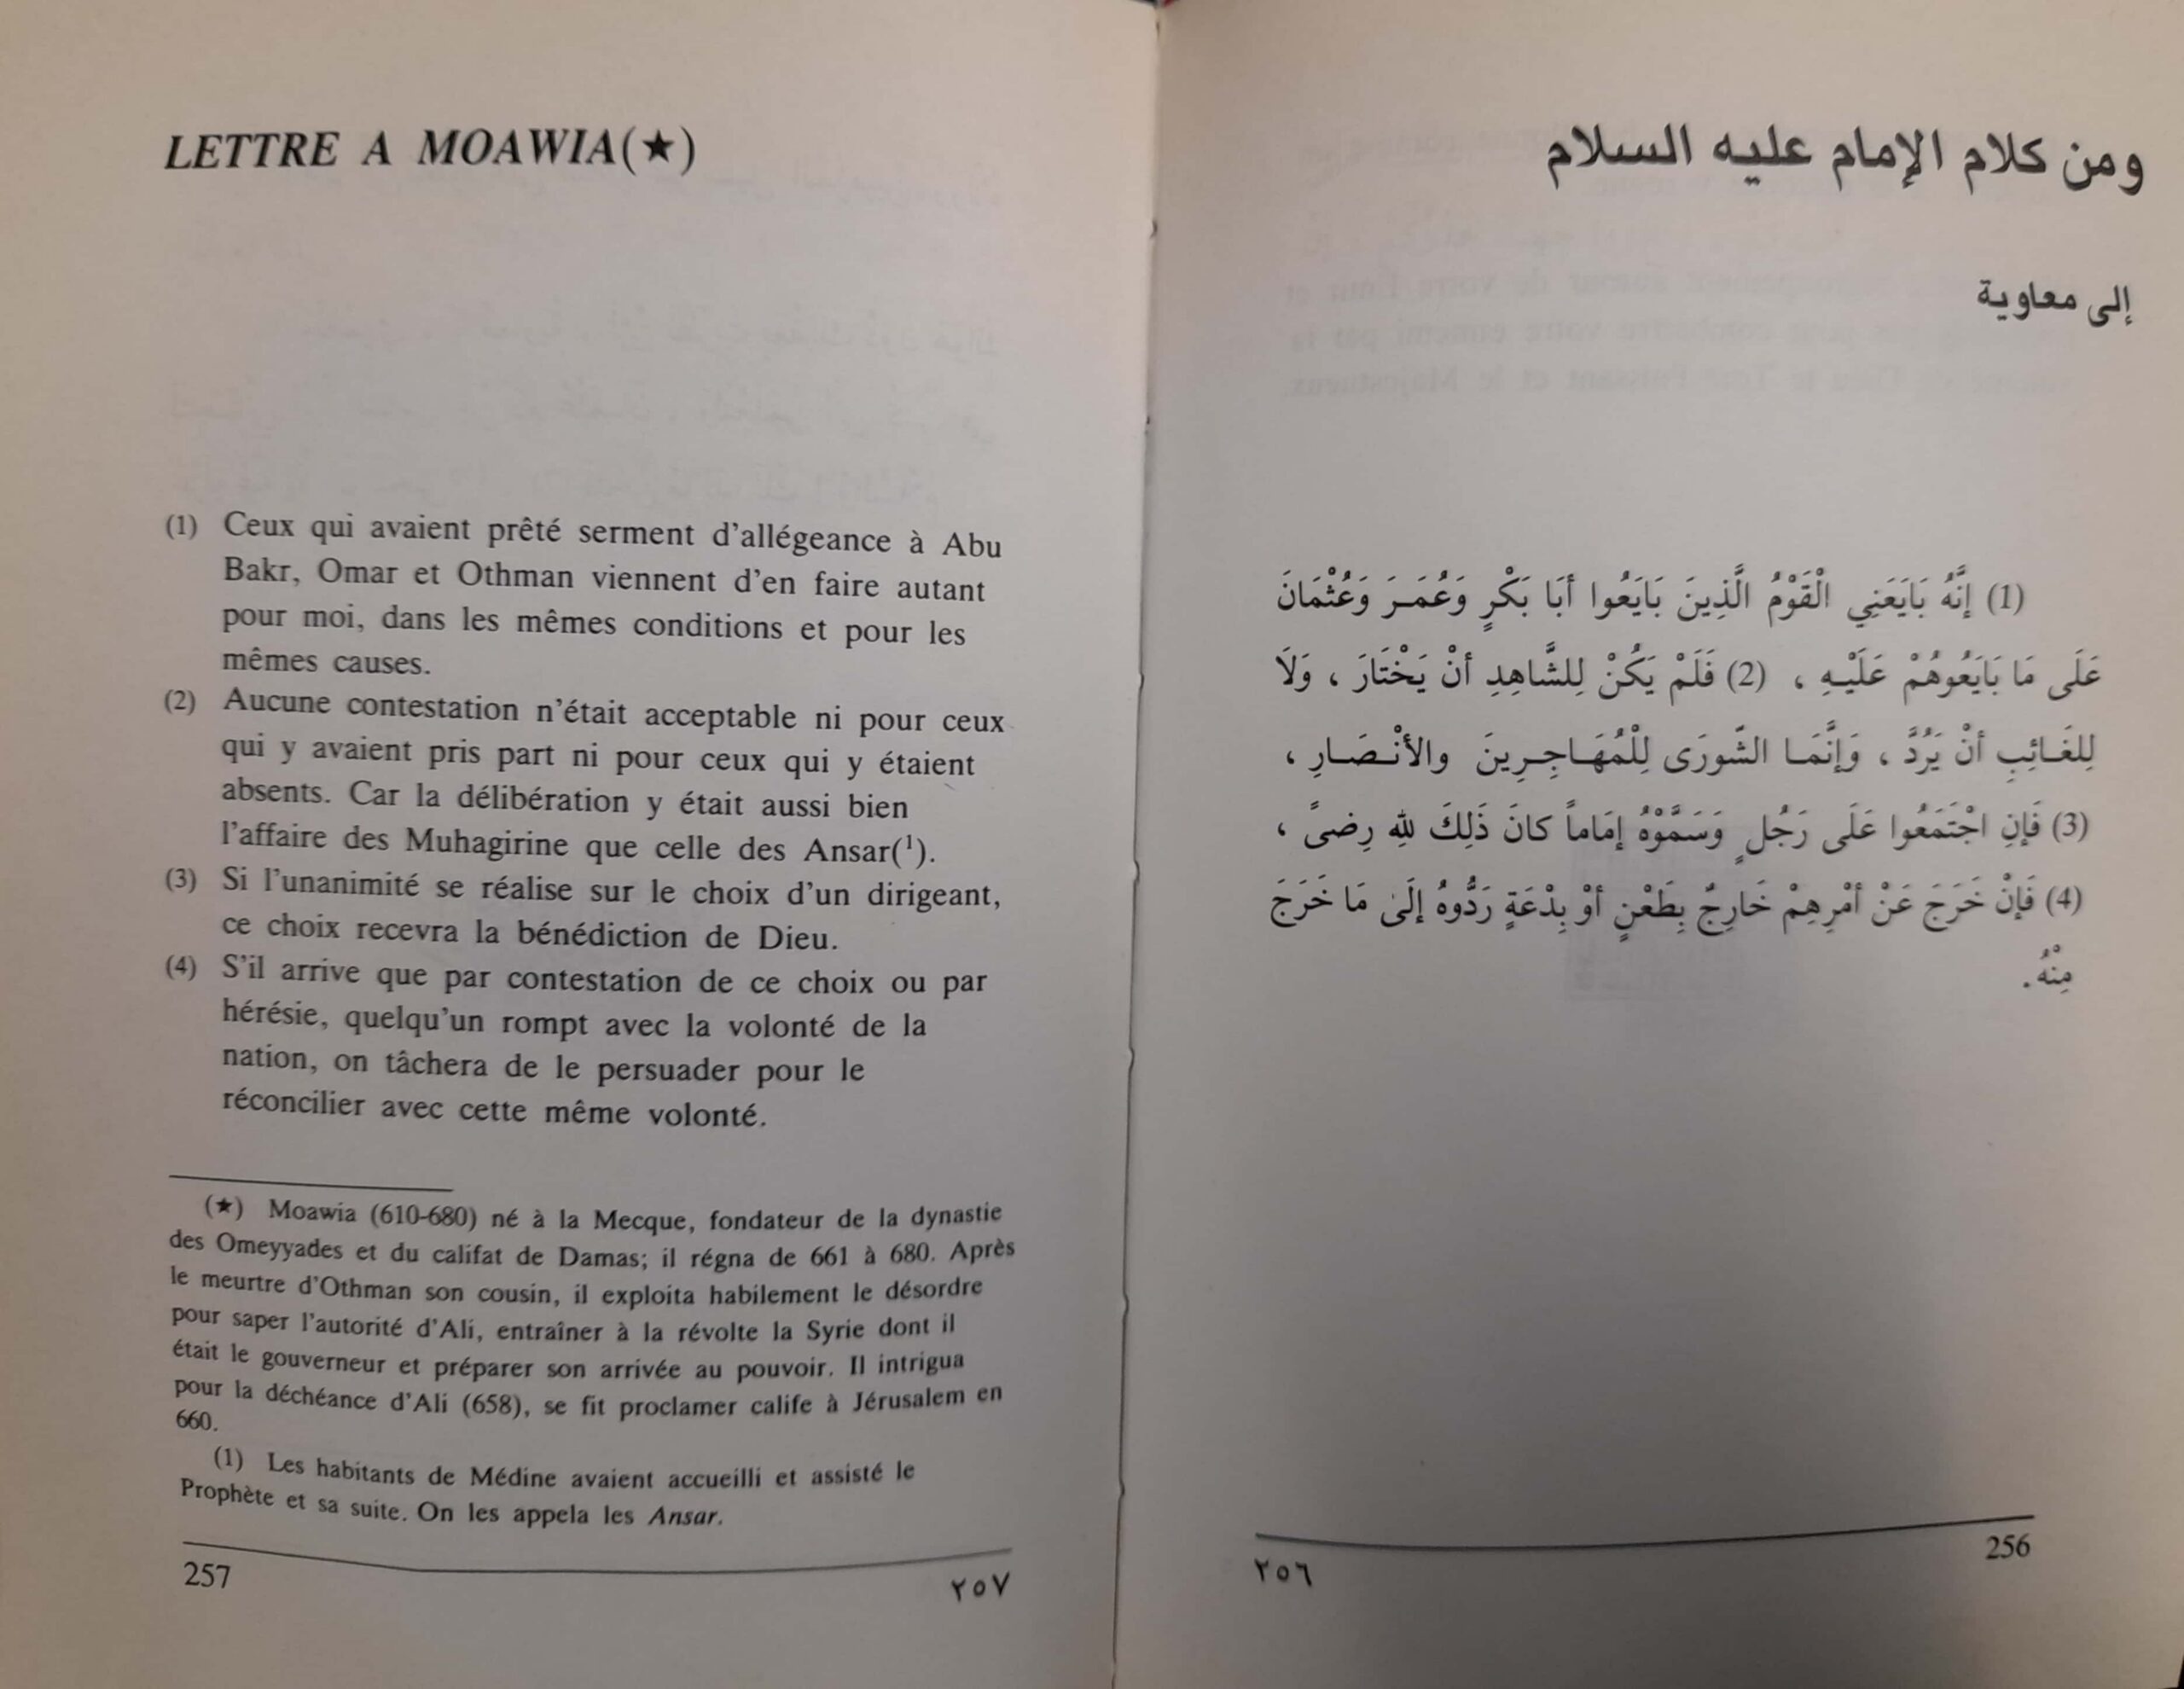 LETTRE A MOAWIA(★)
(1) Ceux qui avaient prêté serment d'allégeance à Abu
Bakr, Omar et Othman viennent d'en faire autant
pour moi, dans les mêmes conditions et pour les
mêmes causes.
(2) Aucune contestation n'était acceptable ni pour ceux
qui y avaient pris part ni pour ceux qui y étaient
absents. Car la délibération y était aussi bien
l'affaire des Muhagirine que celle des Ansar(¹).
(3) Si l'unanimité se réalise sur le choix d'un dirigeant,
ce choix recevra la bénédiction de Dieu.
(4) S'il arrive que par contestation de ce choix ou par
hérésie, quelqu'un rompt avec la volonté de la
nation, on tâchera de le persuader pour le
réconcilier avec cette même volonté.
(★) Moawia (610-680) né à la Mecque, fondateur de la dynastie
des Omeyyades et du califat de Damas; il régna de 661 à 680. Après
le meurtre d'Othman son cousin, il exploita habilement le désordre
pour saper l'autorité d'Ali, entraîner à la révolte la Syrie dont il
était le gouverneur et préparer son arrivée au pouvoir. Il intrigua
pour la déchéance d'Ali (658), se fit proclamer calife à Jérusalem en
660.
(1) Les habitants de Médine avaient accueilli et assisté le
Prophète et sa suite. On les appela les Ansar.
257 ٢٥٧
ومن كلام الإمام عليه السلام
إلى معاوية
(1) إِنَّهُ بَايَعَنِي الْقَوْمُ الَّذِينَ بَايَعُوا أَبَا بَكْرٍ وَعُمَرَ وَعُثْمَانَ
عَلَى مَا بَايَعُوهُمْ عَلَيْهِ ، (2) فَلَمْ يَكُنْ لِلشَّاهِدِ أَنْ يَخْتَارَ ، وَلَا
لِلغَائِبِ أَنْ يَرُدَّ ، وَإِنَّمَا الشُّورَى لِلْمُهَاجِرِينَ والأَنْصَارِ ،
(3) فَإِنِ اجْتَمَعُوا عَلَى رَجُلٍ وَسَمَّوْهُ إِمَاماً كانَ ذَلِكَ لِلهِ رِضىً ،
(4) فَإِنْ خَرَجَ عَنْ أَمْرِهِمْ خَارِجٌ بِطَعْنٍ أَوْ بِدْعَةٍ رَدُّوهُ إِلَىٰ مَا خَرَجَ
مِنْهُ .
٢٥٦ 256